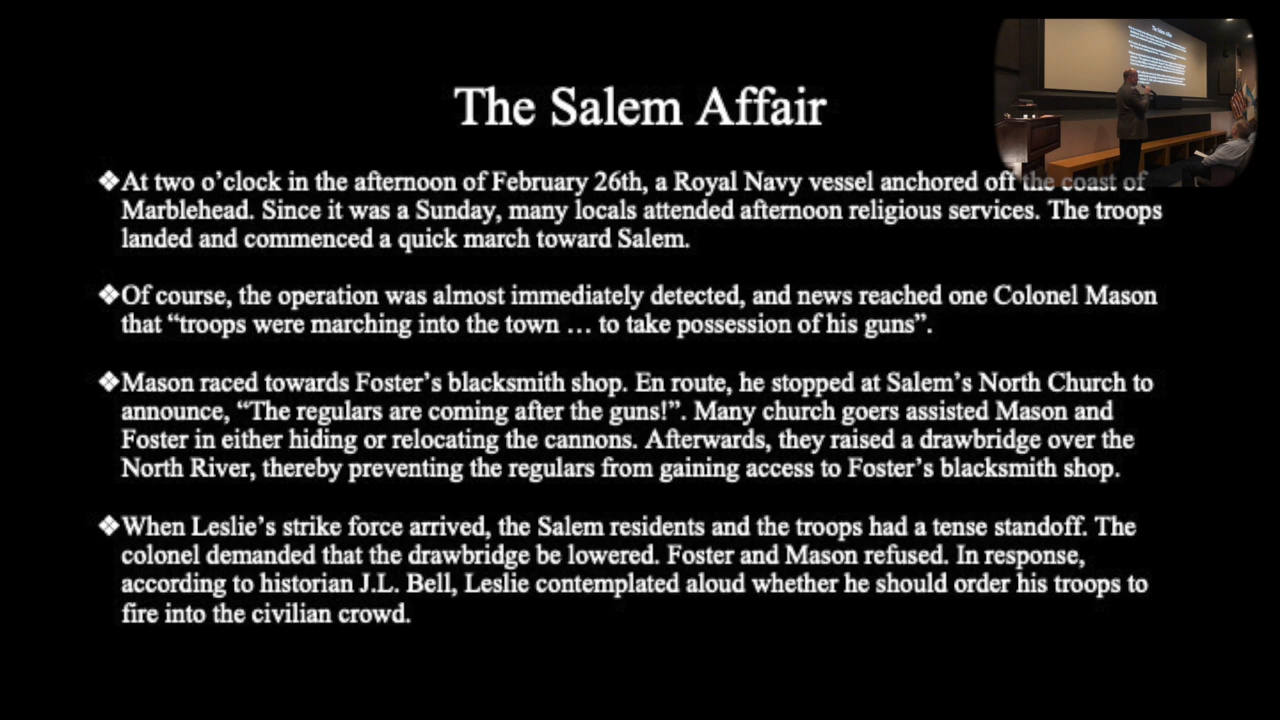 The Salem Affair
❖At two o’clock in the afternoon of February 26th, a Royal Navy vessel anchored off the coast of
Marblehead. Since it was a Sunday, many locals attended afternoon religious services. The troops
landed and commenced a quick march toward Salem.
❖Of course, the operation was almost immediately detected, and news reached one Colonel Mason
that “troops were marching into the town … to take possession of his guns”.
❖Mason raced towards Foster’s blacksmith shop. En route, he stopped at Salem’s North Church to
announce, “The regulars are coming after the guns!”. Many church goers assisted Mason and
Foster in either hiding or relocating the cannons. Afterwards, they raised a drawbridge over the
North River, thereby preventing the regulars from gaining access to Foster’s blacksmith shop.
❖When Leslie’s strike force arrived, the Salem residents and the troops had a tense standoff. The
colonel demanded that the drawbridge be lowered. Foster and Mason refused. In response,
according to historian J.L. Bell, Leslie contemplated aloud whether he should order his troops to
fire into the civilian crowd.